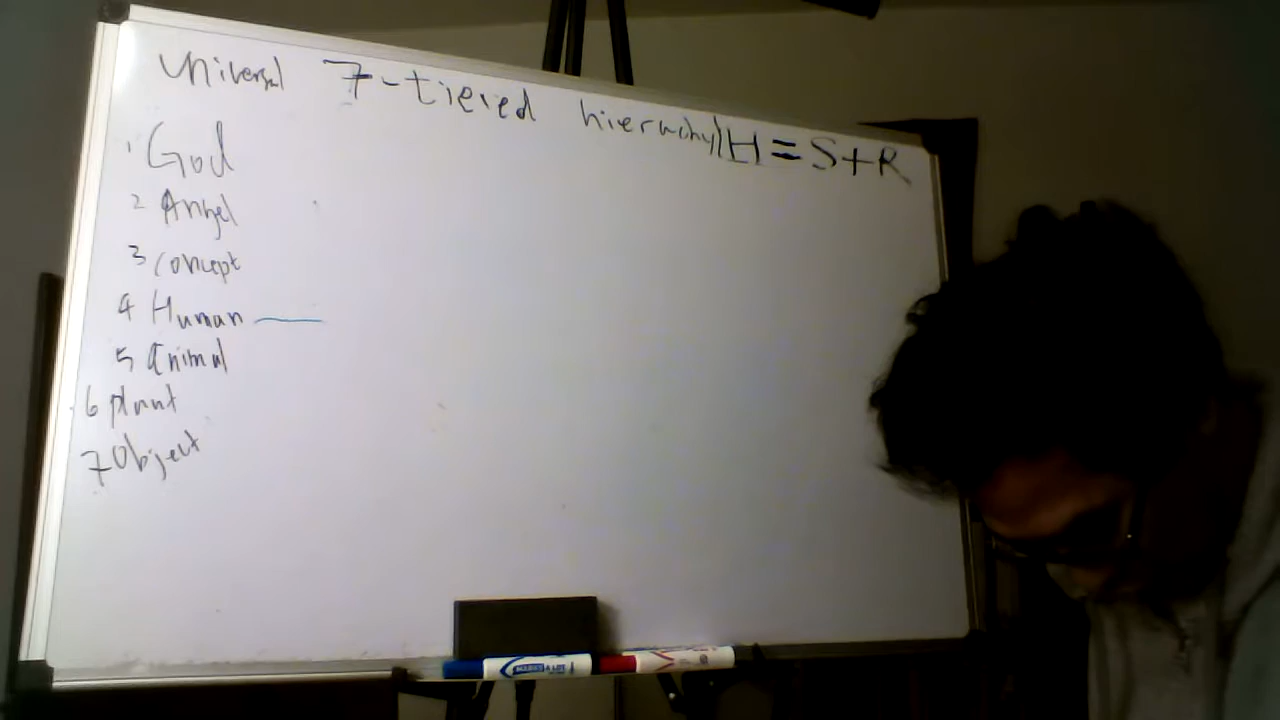 Universal 7-tiered hierarchy H = S+R
1 God
2 Angel
3 Concept
4 Human
5 Animal
6 plant
7 Object